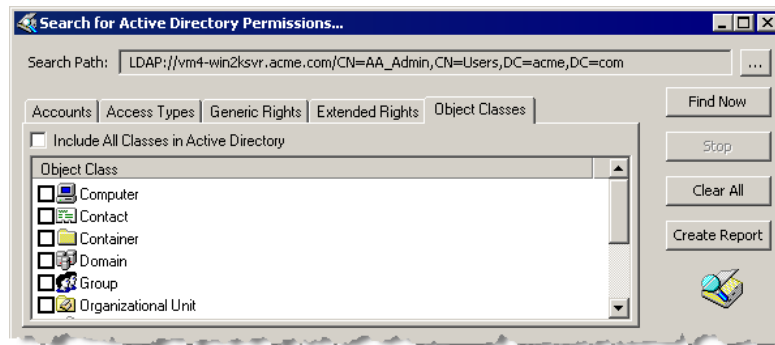 Search for Active Directory Permissions...
Search Path: LDAP://vm4-win2ksvr.acme.com/CN=AA_Admin,CN=Users,DC=acme,DC=com ...
Accounts Access Types Generic Rights Extended Rights Object Classes
Find Now
Include All Classes in Active Directory
Stop
Object Class
Computer
Clear All
Contact
Container
Create Report
Domain
Group
Organizational Unit